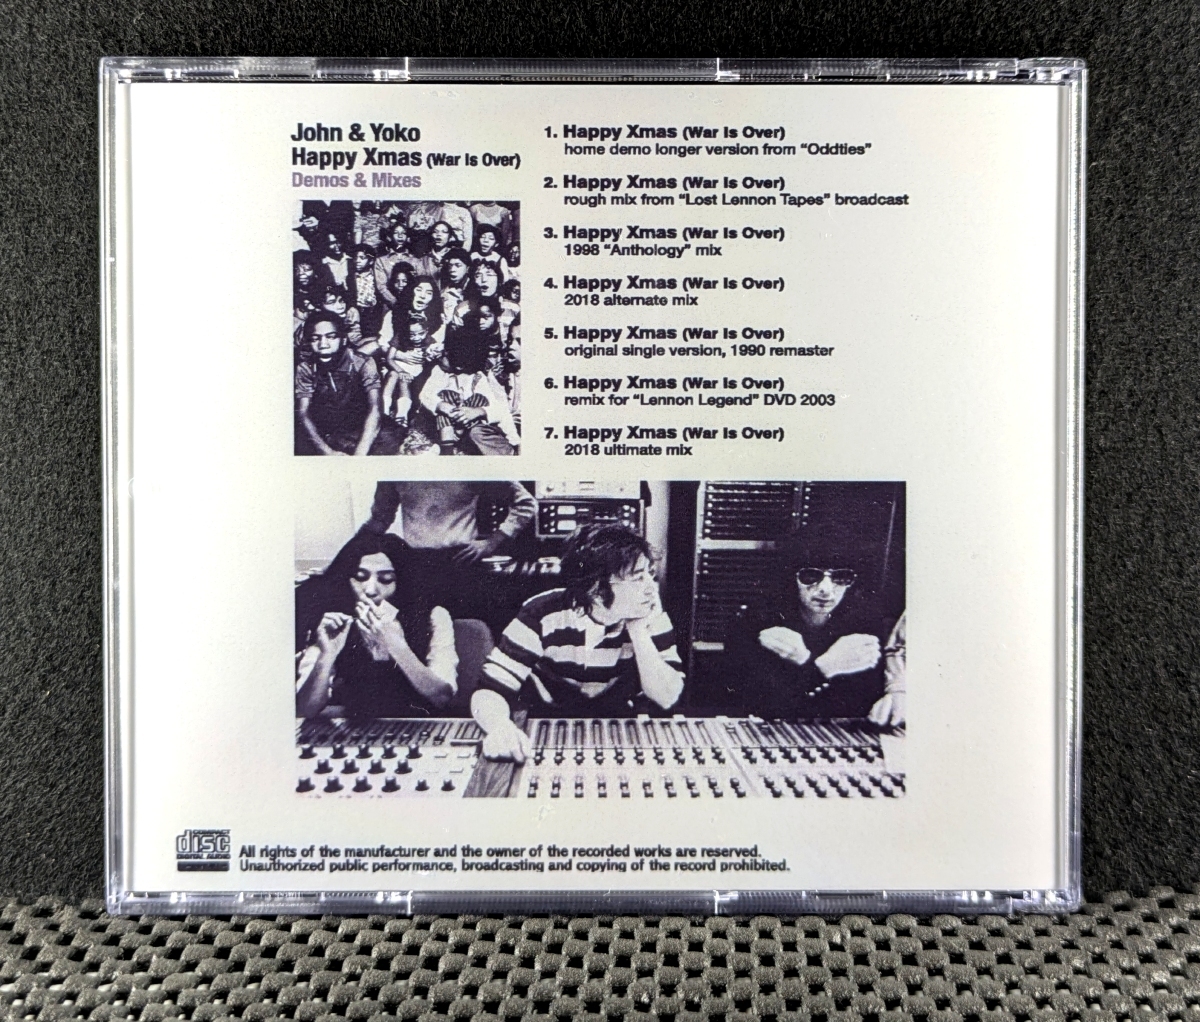 John & Yoko
Happy Xmas (War Is Over)
Demos & Mixes
1. Happy Xmas (War Is Over)
home demo longer version from “Oddties”
2. Happy Xmas (War Is Over)
rough mix from “Lost Lennon Tapes” broadcast
3. Happy Xmas (War Is Over)
1998 “Anthology” mix
4. Happy Xmas (War Is Over)
2018 alternate mix
5. Happy Xmas (War Is Over)
original single version, 1990 remaster
6. Happy Xmas (War Is Over)
remix for “Lennon Legend” DVD 2003
7. Happy Xmas (War Is Over)
2018 ultimate mix
COMPACT
disc
DIGITAL AUDIO
All rights of the manufacturer and the owner of the recorded works are reserved.
Unauthorized public performance, broadcasting and copying of the record prohibited.